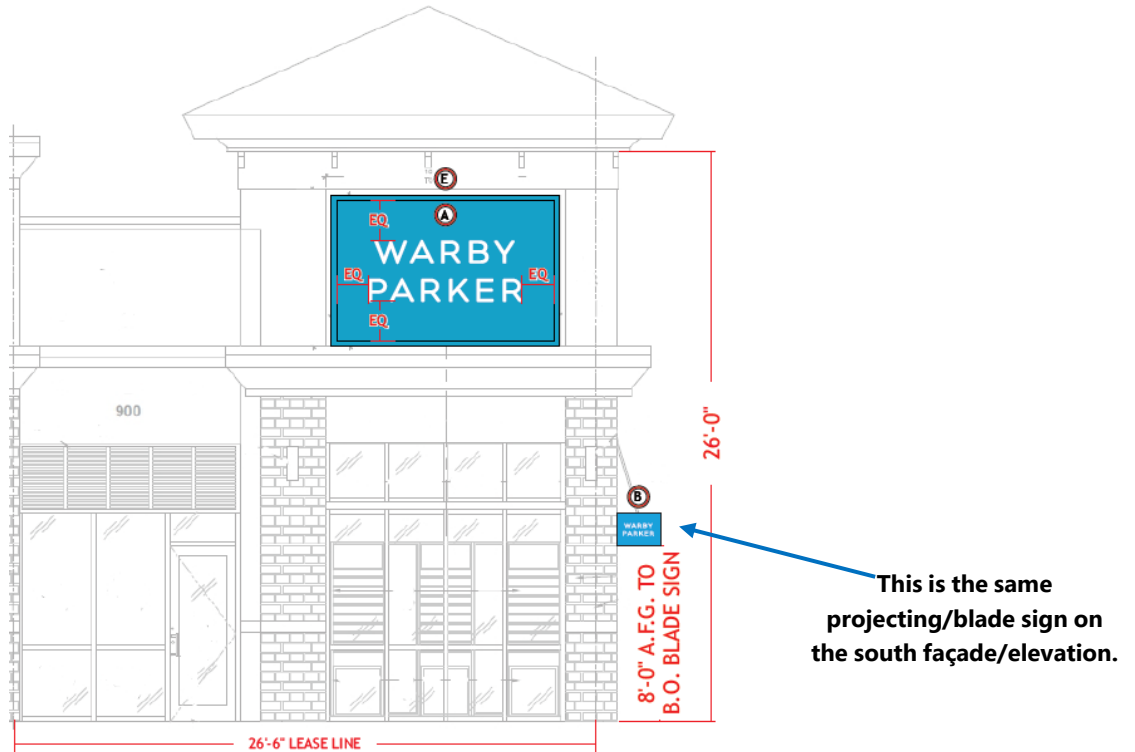 E
A
EQ
WARBY
PARKER
EQ
EQ
EQ
900
26'-0"
B
WARBY
PARKER
8'-0" A.F.G. TO
B.O. BLADE SIGN
This is the same
projecting/blade sign on
the south façade/elevation.
26'-6" LEASE LINE